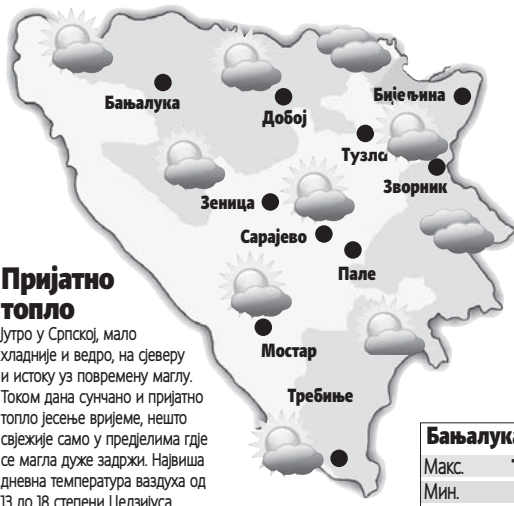 Бањалука
Добој
Бијељина
Тузла
Зворник
Зеница
Сарајево
Пале
Мостар
Требиње
Пријатно
топло
Јутро у Српској, мало
хладније и ведро, на сјеверу
и истоку уз повремену маглу.
Током дана сунчано и пријатно
топло јесење вријеме, нешто
свјежије само у предјелима гдје
се магла дуже задржи. Највиша
дневна температура ваздуха од
13 до 18 степени Целзијуса.
Бањалука
Макс.
Мин.